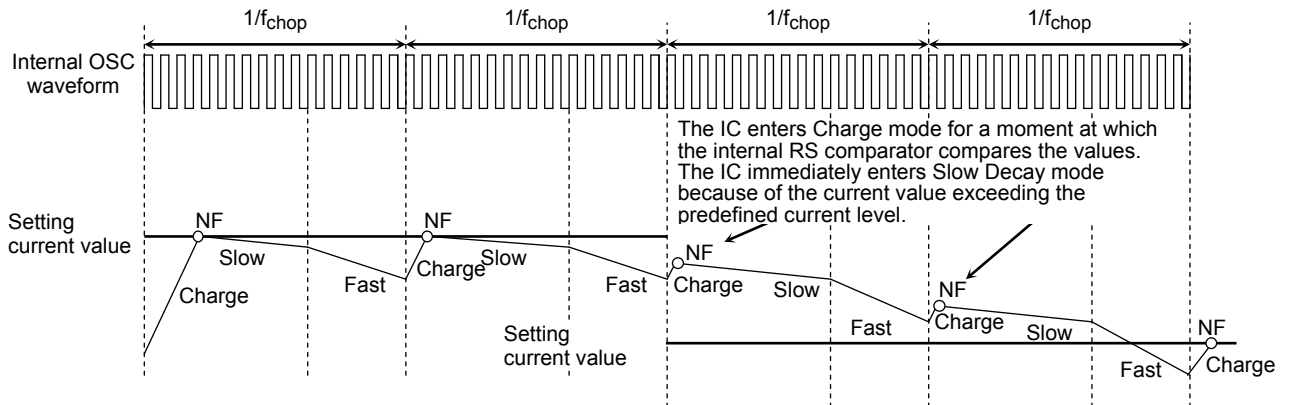 1/fchop 1/fchop 1/fchop 1/fchop
Internal OSC
waveform
The IC enters Charge mode for a moment at which
the internal RS comparator compares the values.
The IC immediately enters Slow Decay mode
because of the current value exceeding the
predefined current level.
Setting
current value
NF
Slow
Charge
Fast
NF
Charge
Slow
Fast
NF
Charge
Slow
Fast
NF
Charge
Slow
Fast
NF
Charge
Setting
current value